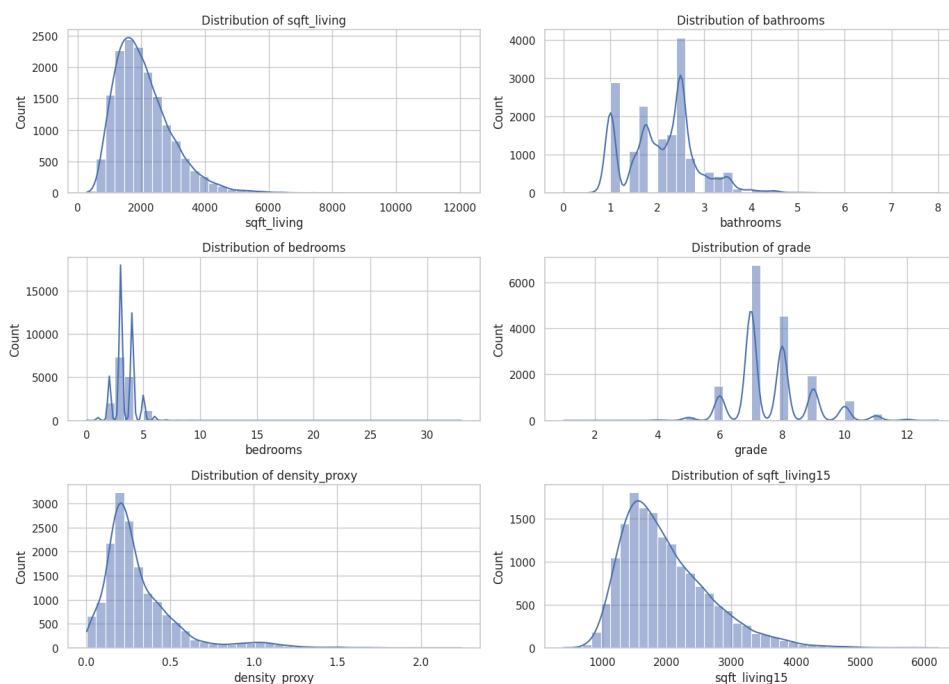 Distribution of sqft_living
2500
2000
1500
1000
500
0
Count
0 2000 4000 6000 8000 10000 12000
sqft_living
Distribution of bathrooms
4000
3000
2000
1000
0
Count
0 1 2 3 4 5 6 7 8
bathrooms
Distribution of bedrooms
15000
10000
5000
0
Count
0 5 10 15 20 25 30
bedrooms
Distribution of grade
6000
4000
2000
0
Count
2 4 6 8 10 12
grade
Distribution of density_proxy
3000
2500
2000
1500
1000
500
0
Count
0.0 0.5 1.0 1.5 2.0
density_proxy
Distribution of sqft_living15
1500
1000
500
0
Count
1000 2000 3000 4000 5000 6000
sqft_living15